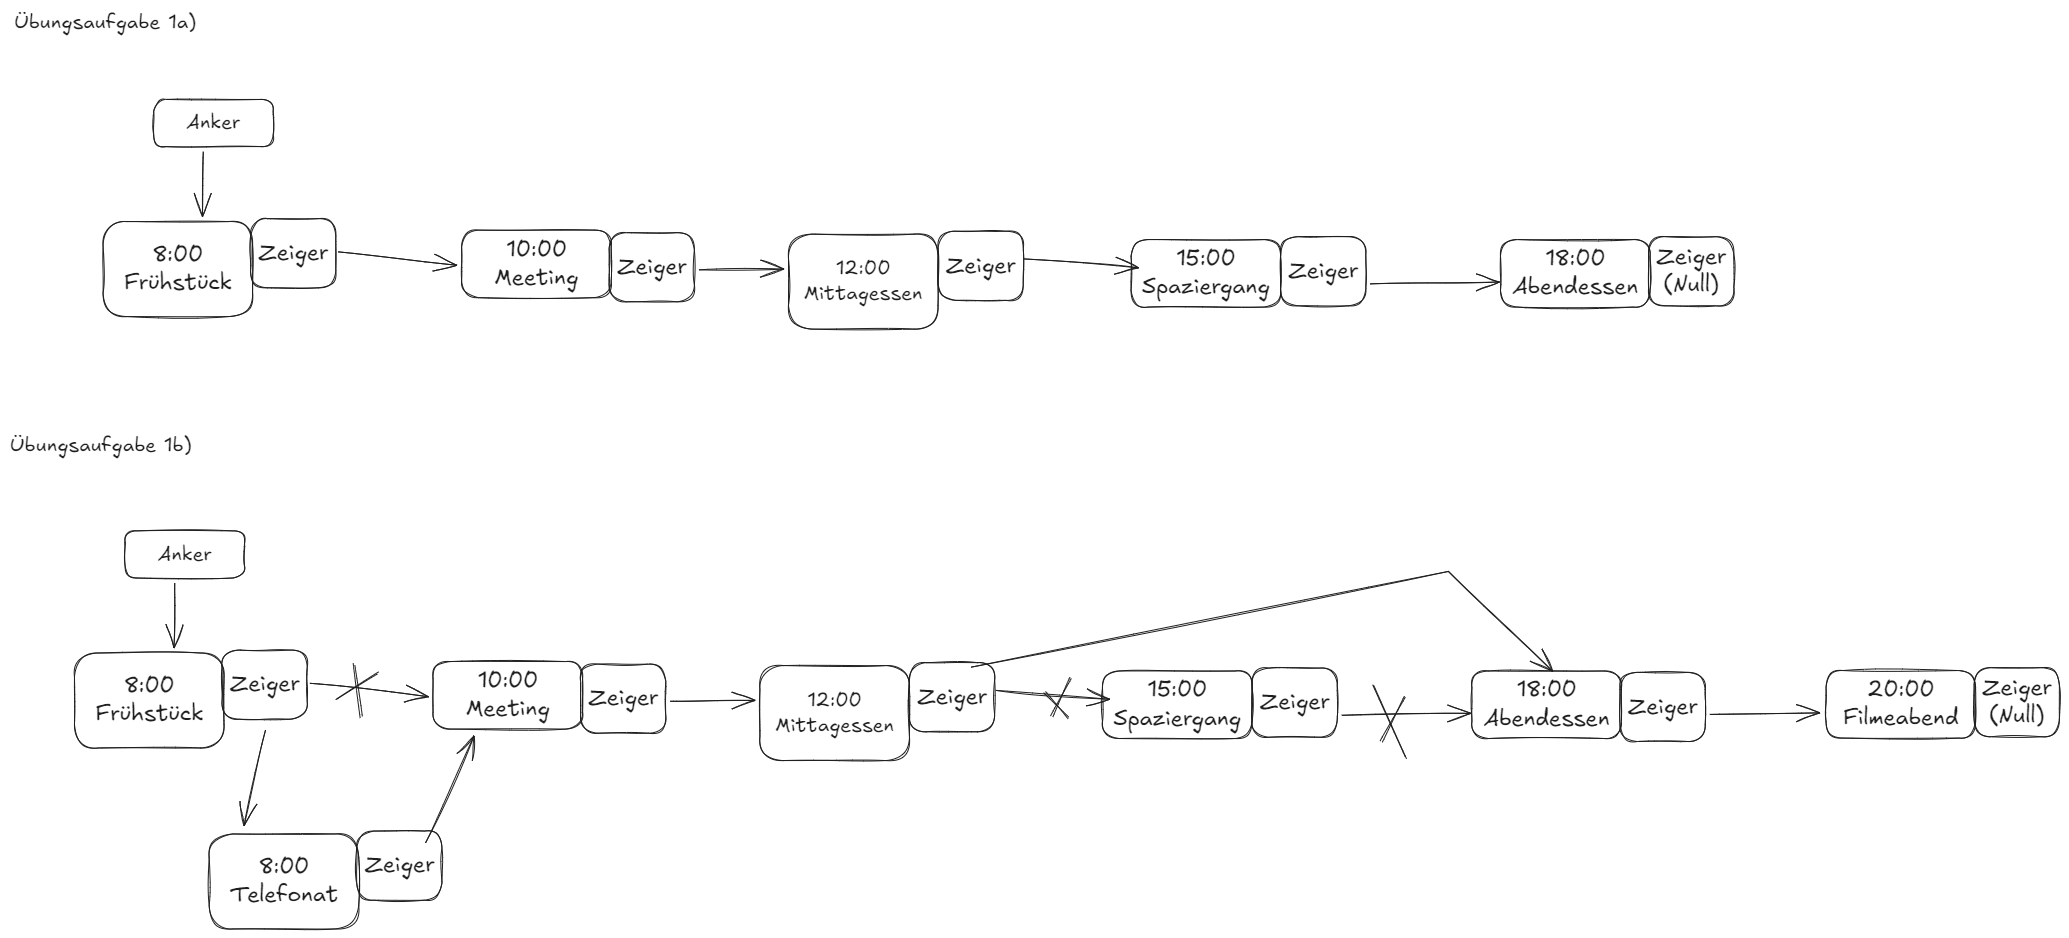 Übungsaufgabe 1a)
Anker
8:00
Frühstück
Zeiger
10:00
Meeting
Zeiger
12:00
Mittagessen
Zeiger
15:00
Spaziergang
Zeiger
18:00
Abendessen
Zeiger
(Null)
Übungsaufgabe 1b)
Anker
8:00
Frühstück
Zeiger
10:00
Meeting
Zeiger
12:00
Mittagessen
Zeiger
15:00
Spaziergang
Zeiger
18:00
Abendessen
Zeiger
20:00
Filmeabend
Zeiger
(Null)
8:00
Telefonat
Zeiger